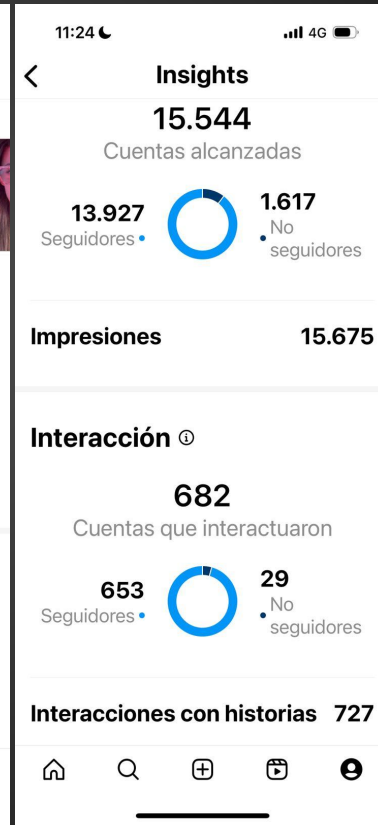 11:24 4G
Insights
15.544
Cuentas alcanzadas
13.927 1.617
Seguidores No
seguidores
Impresiones 15.675
Interacción
682
Cuentas que interactuaron
653 29
Seguidores No
seguidores
Interacciones con historias 727